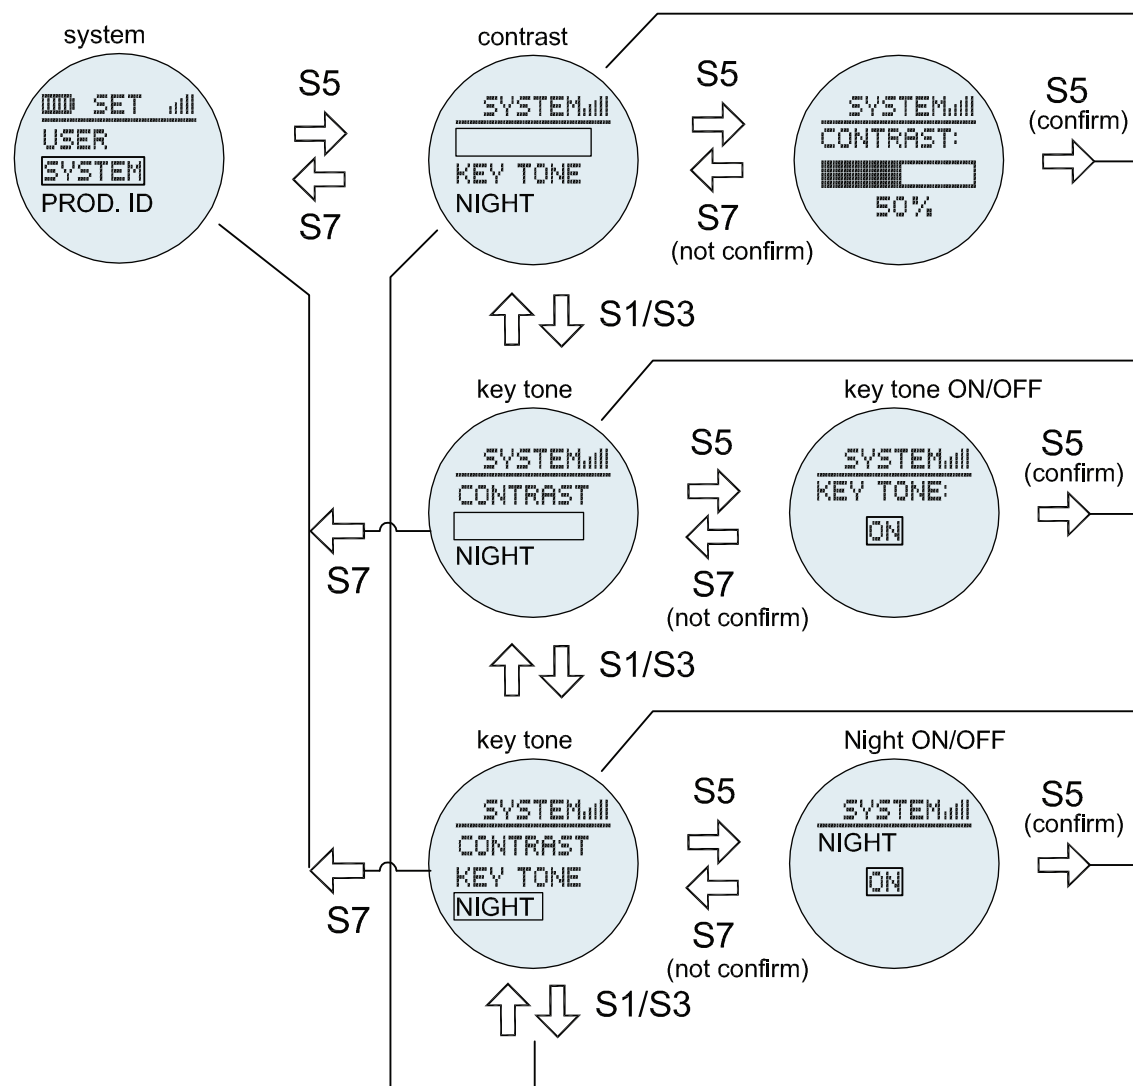 system
SET
USER
SYSTEM
PROD. ID
S5
S7
contrast
SYSTEM
KEY TONE
NIGHT
S5
S7
(not confirm)
SYSTEM
CONTRAST:
50%
S5
(confirm)
S1/S3
key tone
SYSTEM
CONTRAST
NIGHT
S7
S5
S7
(not confirm)
key tone ON/OFF
SYSTEM
KEY TONE:
ON
S5
(confirm)
S1/S3
key tone
SYSTEM
CONTRAST
KEY TONE
NIGHT
S7
S5
S7
(not confirm)
Night ON/OFF
SYSTEM
NIGHT
ON
S5
(confirm)
S1/S3